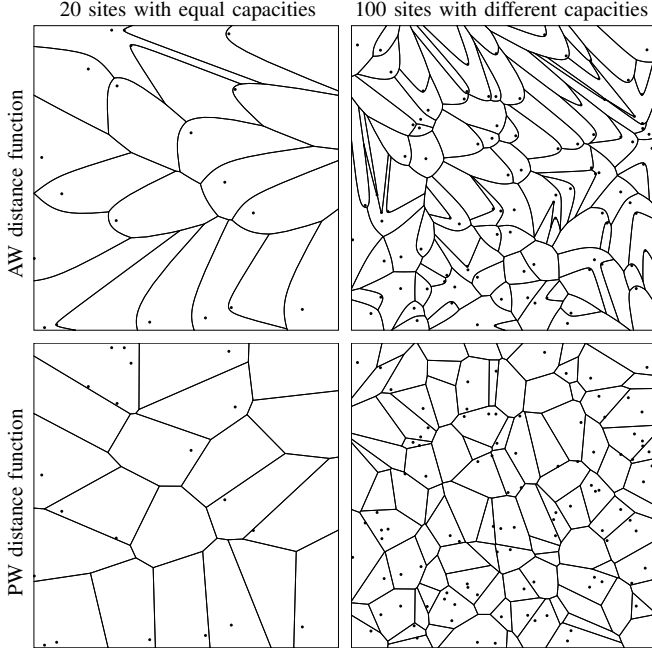 20 sites with equal capacities
100 sites with different capacities
AW distance function
PW distance function